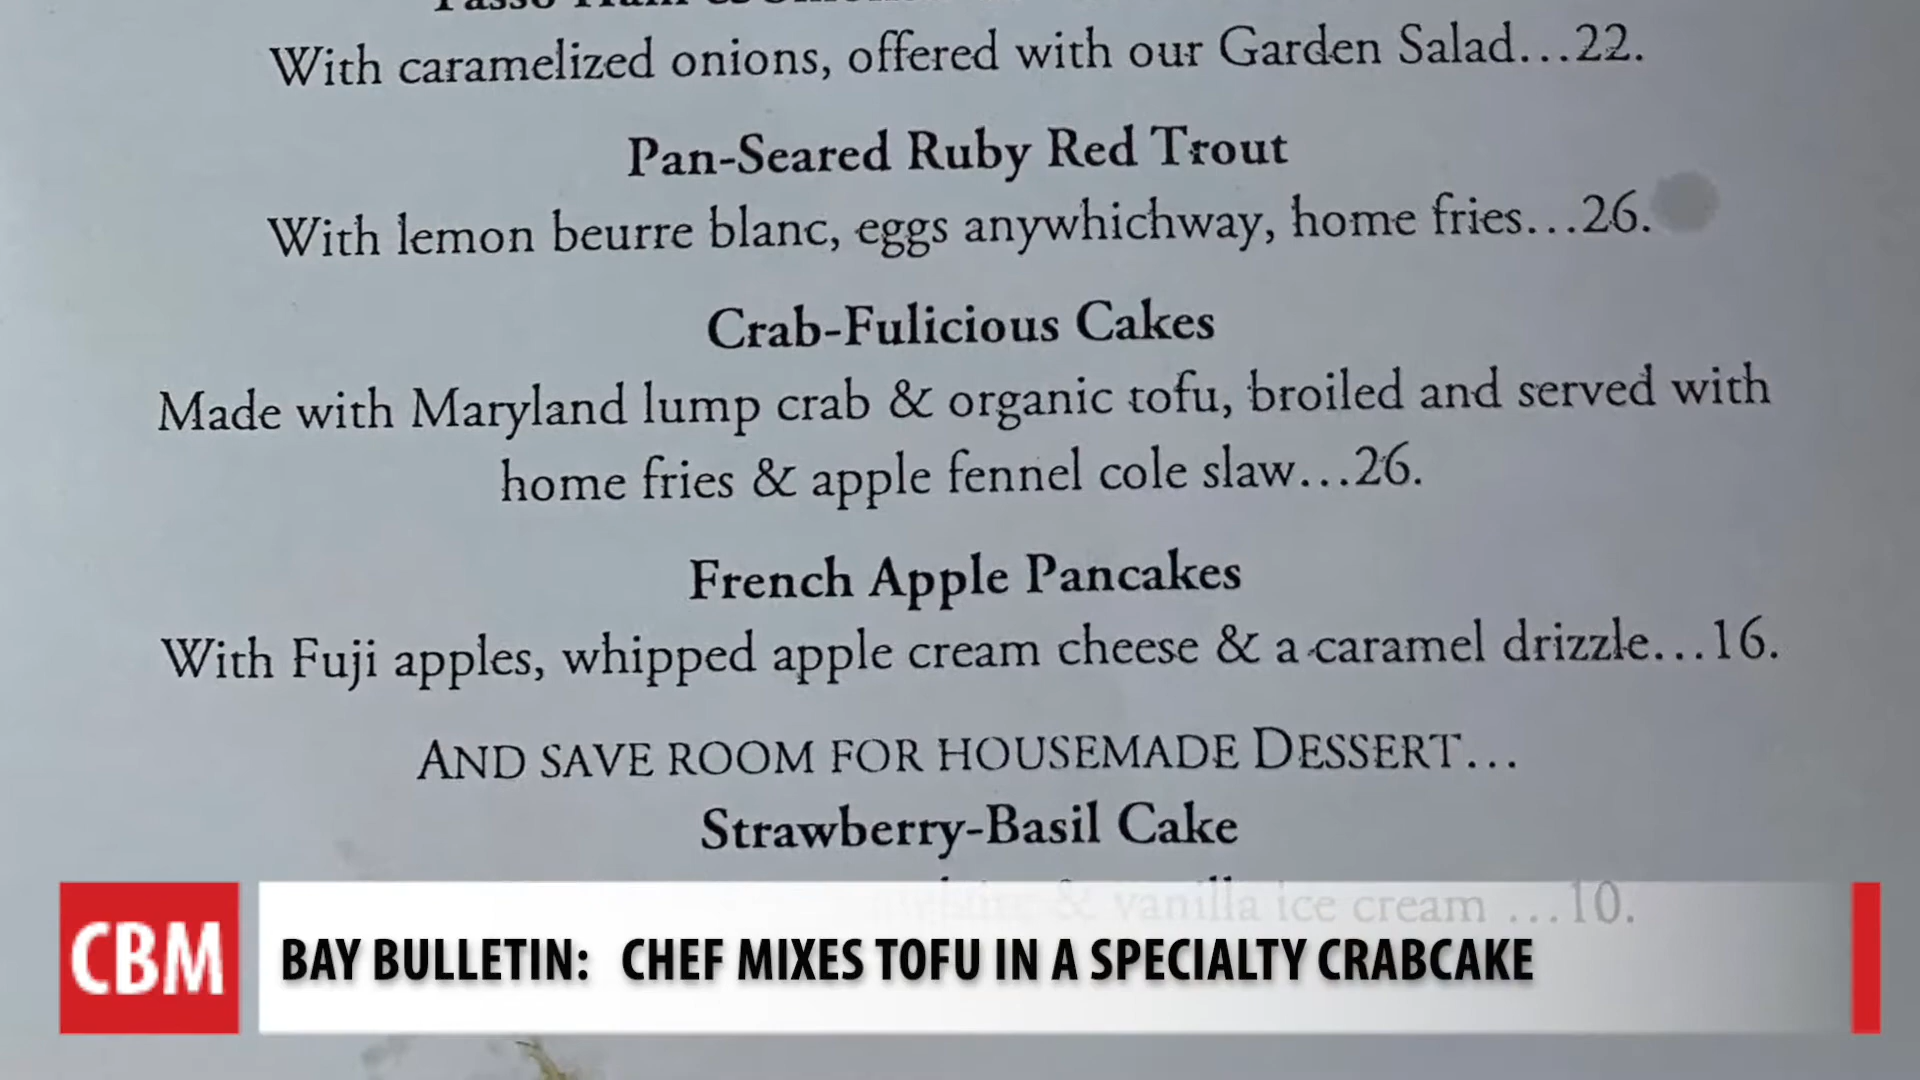 With caramelized onions, offered with our Garden Salad...22.
Pan-Seared Ruby Red Trout
With lemon beurre blanc, eggs anywhichway, home fries...26.
Crab-Fulicious Cakes
Made with Maryland lump crab & organic tofu, broiled and served with
home fries & apple fennel cole slaw...26.
French Apple Pancakes
With Fuji apples, whipped apple cream cheese & a caramel drizzle...16.
AND SAVE ROOM FOR HOUSEMADE DESSERT...
Strawberry-Basil Cake
& vanilla ice cream ...10.
CBM
BAY BULLETIN: CHEF MIXES TOFU IN A SPECIALTY CRABCAKE